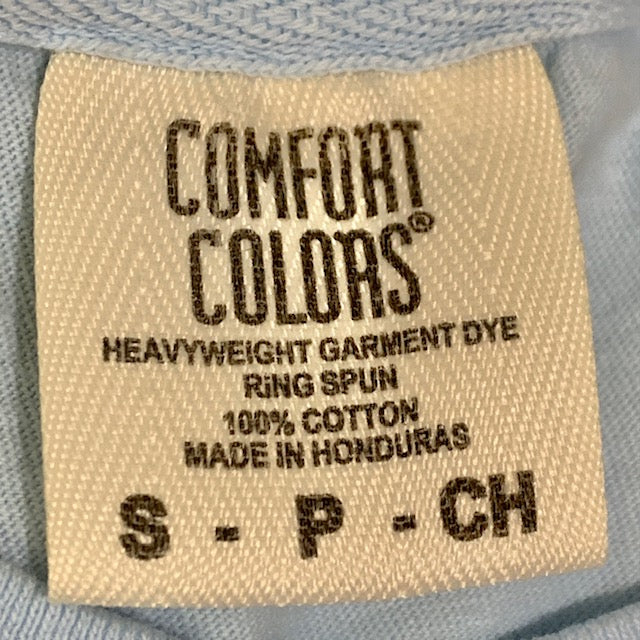 COMFORT
COLORS®
HEAVYWEIGHT GARMENT DYE
RING SPUN
100% COTTON
MADE IN HONDURAS
S - P - CH